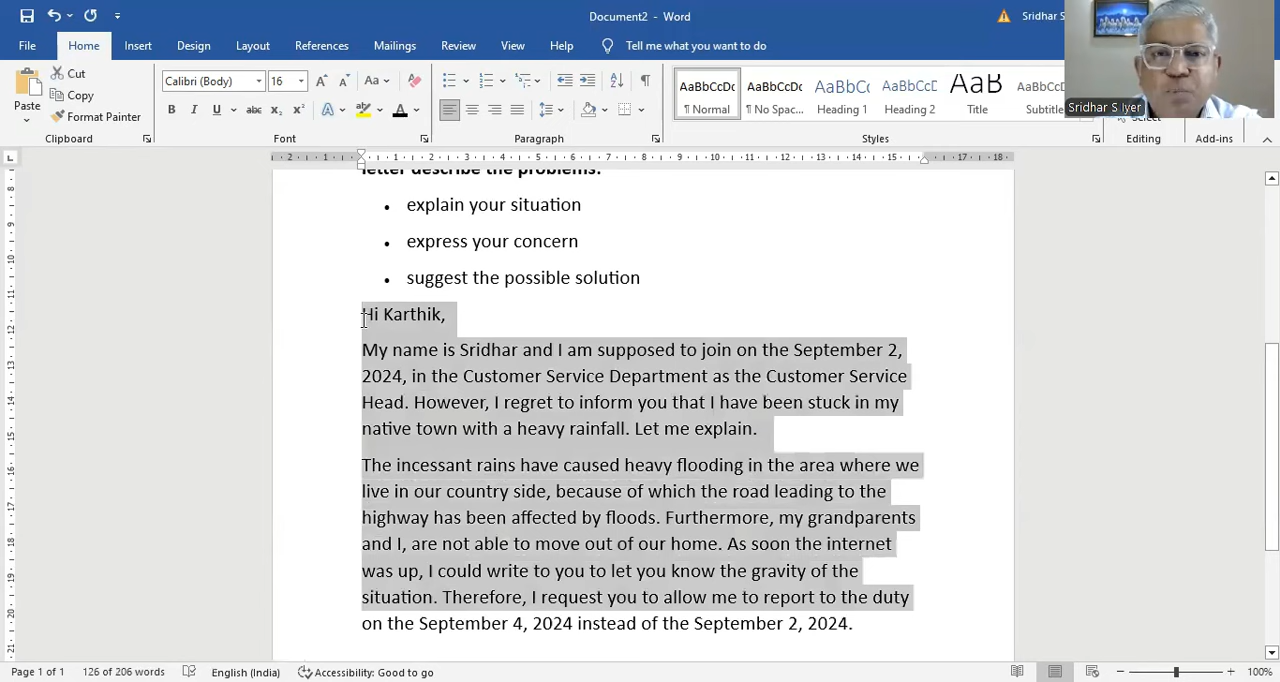 Document2 - Word
Sridhar S
File Home Insert Design Layout References Mailings Review View Help Tell me what you want to do
Paste
Cut
Copy
Format Painter
Clipboard
Calibri (Body) 16
Font
Paragraph
AaBbCcDc
¶ Normal
AaBbCcDc
¶ No Spac...
AaBbCc
Heading 1
AaBbCcD
Heading 2
AaB
Title
AaBbCcD
Subtitle
Styles
Editing
Add-ins
Sridhar S Iyer
letter describe the problems.
• explain your situation
• express your concern
• suggest the possible solution
Hi Karthik,
My name is Sridhar and I am supposed to join on the September 2,
2024, in the Customer Service Department as the Customer Service
Head. However, I regret to inform you that I have been stuck in my
native town with a heavy rainfall. Let me explain.
The incessant rains have caused heavy flooding in the area where we
live in our country side, because of which the road leading to the
highway has been affected by floods. Furthermore, my grandparents
and I, are not able to move out of our home. As soon the internet
was up, I could write to you to let you know the gravity of the
situation. Therefore, I request you to allow me to report to the duty
on the September 4, 2024 instead of the September 2, 2024.
Page 1 of 1 126 of 206 words English (India) Accessibility: Good to go 100%